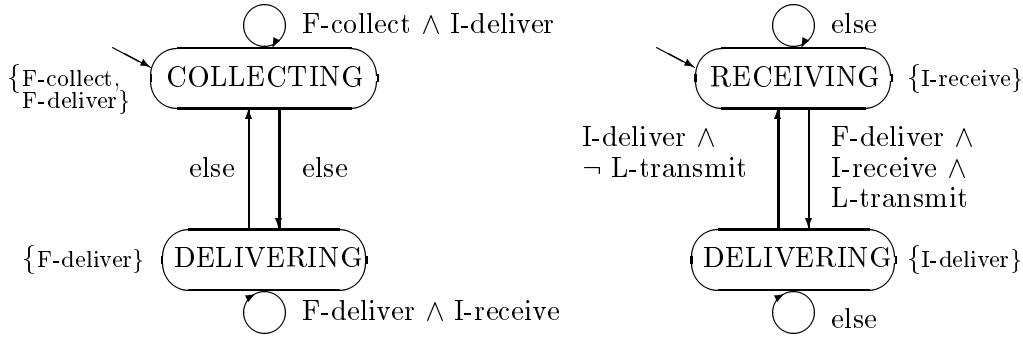 F-collect ∧ I-deliver
{F-collect,
F-deliver}
COLLECTING
else
else
{F-deliver}
DELIVERING
F-deliver ∧ I-receive
else
RECEIVING
{I-receive}
I-deliver ∧
¬ L-transmit
F-deliver ∧
I-receive ∧
L-transmit
DELIVERING
{I-deliver}
else